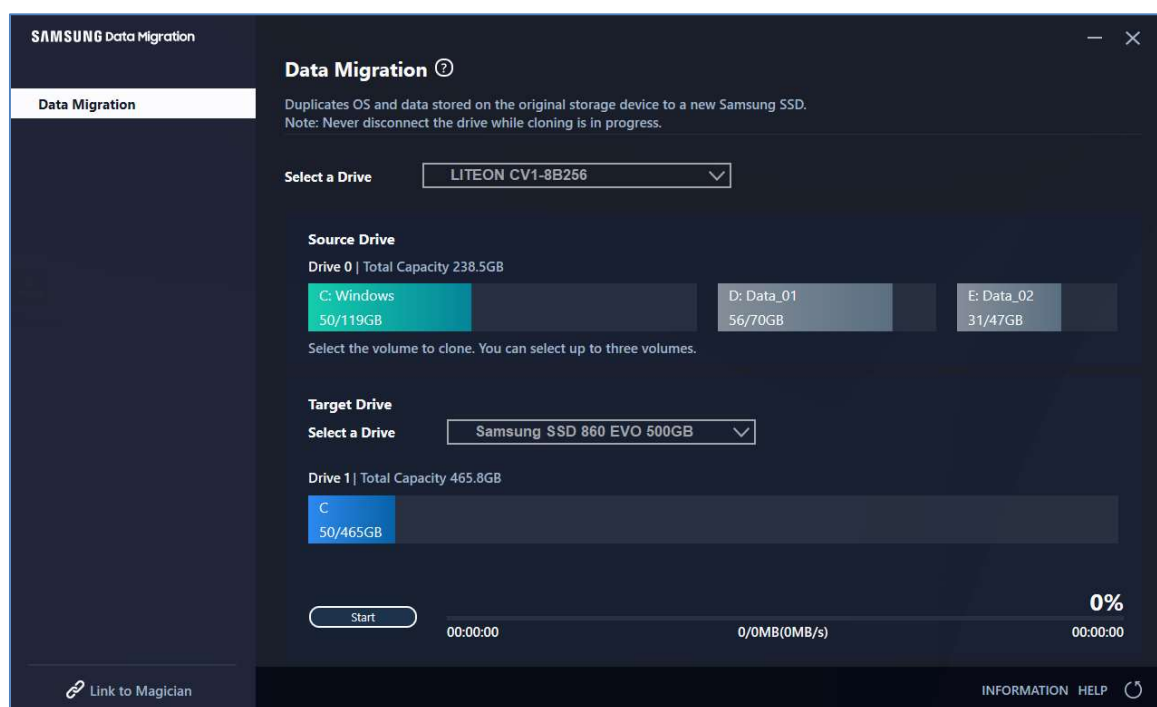 SAMSUNG Data Migration
Data Migration
Data Migration ?
Duplicates OS and data stored on the original storage device to a new Samsung SSD.
Note: Never disconnect the drive while cloning is in progress.
Select a Drive LITEON CV1-8B256
Source Drive
Drive 0 | Total Capacity 238.5GB
C: Windows D: Data_01 E: Data_02
50/119GB 56/70GB 31/47GB
Select the volume to clone. You can select up to three volumes.
Target Drive
Select a Drive Samsung SSD 860 EVO 500GB
Drive 1 | Total Capacity 465.8GB
C
50/465GB
0%
Start
00:00:00 0/0MB(0MB/s) 00:00:00
Link to Magician INFORMATION HELP